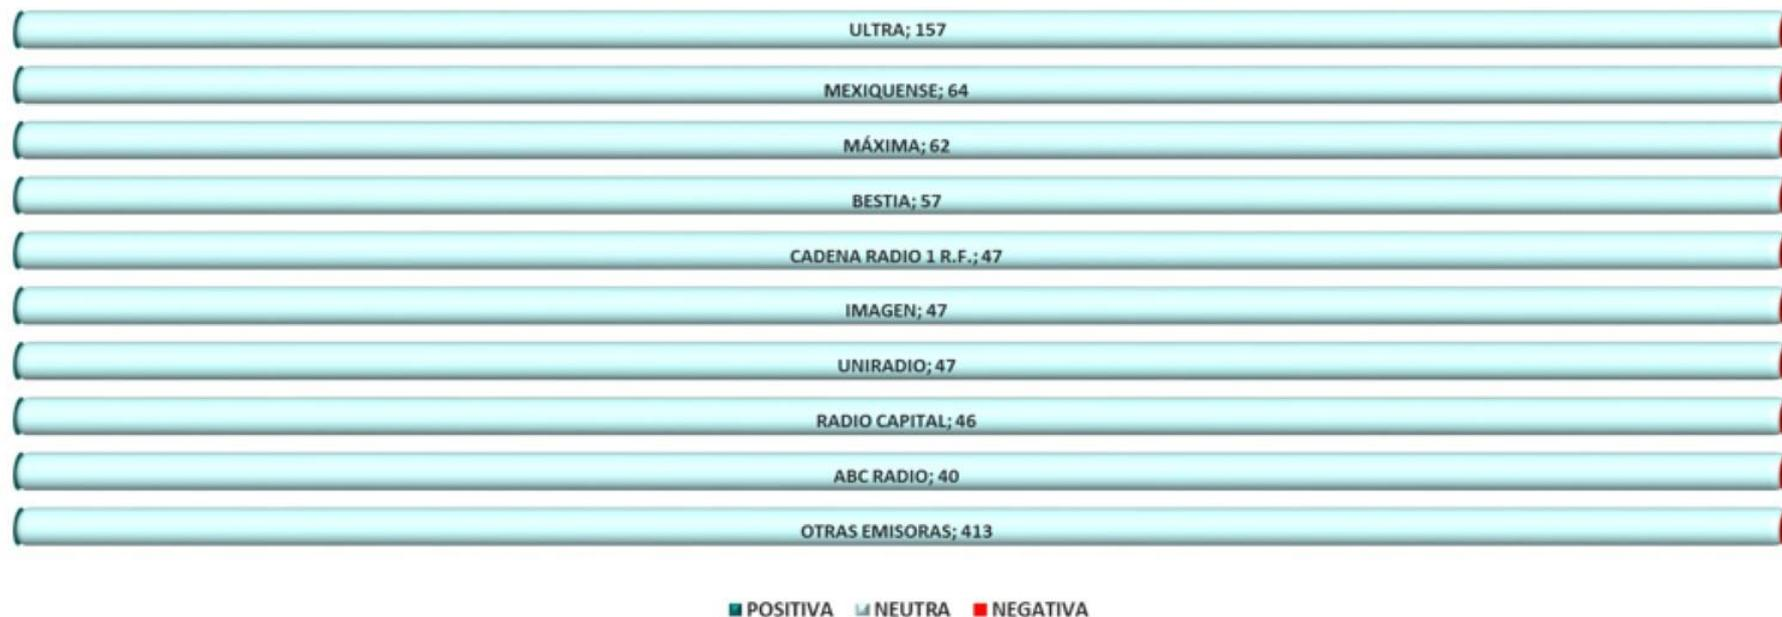 ULTRA; 157
MEXIQUENSE; 64
MÁXIMA; 62
BESTIA; 57
CADENA RADIO 1 R.F.; 47
IMAGEN; 47
UNIRADIO; 47
RADIO CAPITAL; 46
ABC RADIO; 40
OTRAS EMISORAS; 413
POSITIVA NEUTRA NEGATIVA